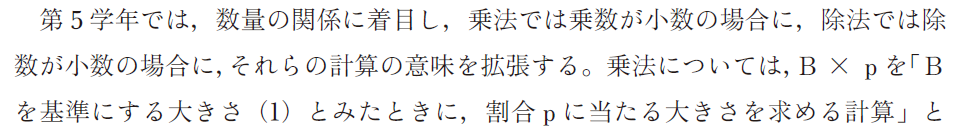 第5学年では，数量の関係に着目し，乗法では乗数が小数の場合に，除法では除
数が小数の場合に，それらの計算の意味を拡張する。乗法については，B × p を「B
を基準にする大きさ（1）とみたときに，割合 p に当たる大きさを求める計算」と